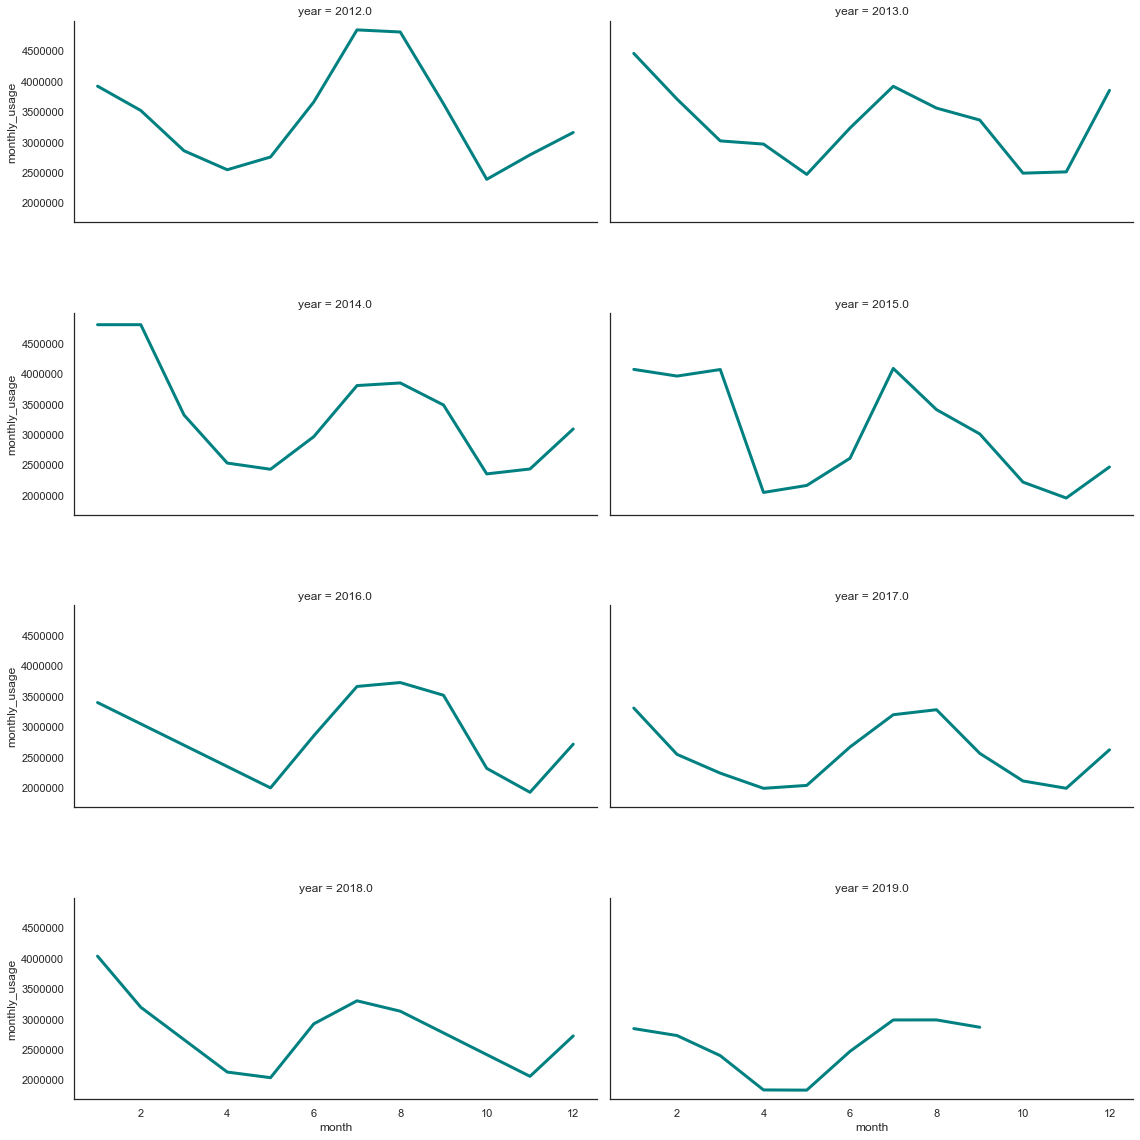 year = 2012.0
year = 2013.0
monthly_usage
4500000
4000000
3500000
3000000
2500000
2000000
year = 2014.0
year = 2015.0
monthly_usage
4500000
4000000
3500000
3000000
2500000
2000000
year = 2016.0
year = 2017.0
monthly_usage
4500000
4000000
3500000
3000000
2500000
2000000
year = 2018.0
year = 2019.0
monthly_usage
4500000
4000000
3500000
3000000
2500000
2000000
2 4 6 8 10 12
month
2 4 6 8 10 12
month